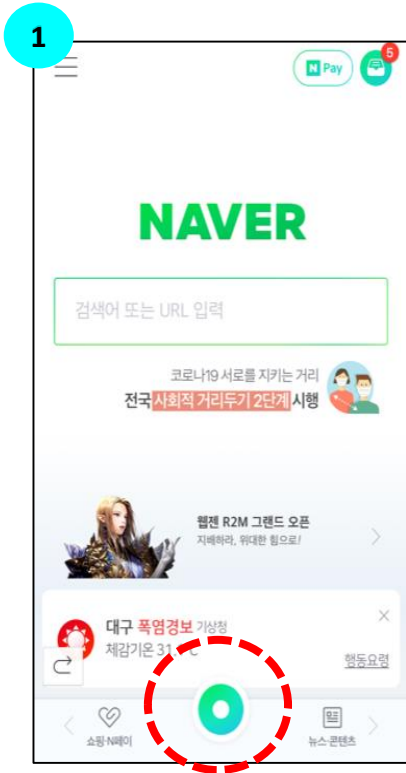 1
N Pay
5
NAVER
검색어 또는 URL 입력
코로나19 서로를 지키는 거리
전국 사회적 거리두기 2단계 시행
웹젠 R2M 그랜드 오픈
지배하라, 위대한 힘으로!
대구 폭염경보 기상청
체감기온 31.
행동요령
쇼핑·N페이
뉴스·콘텐츠